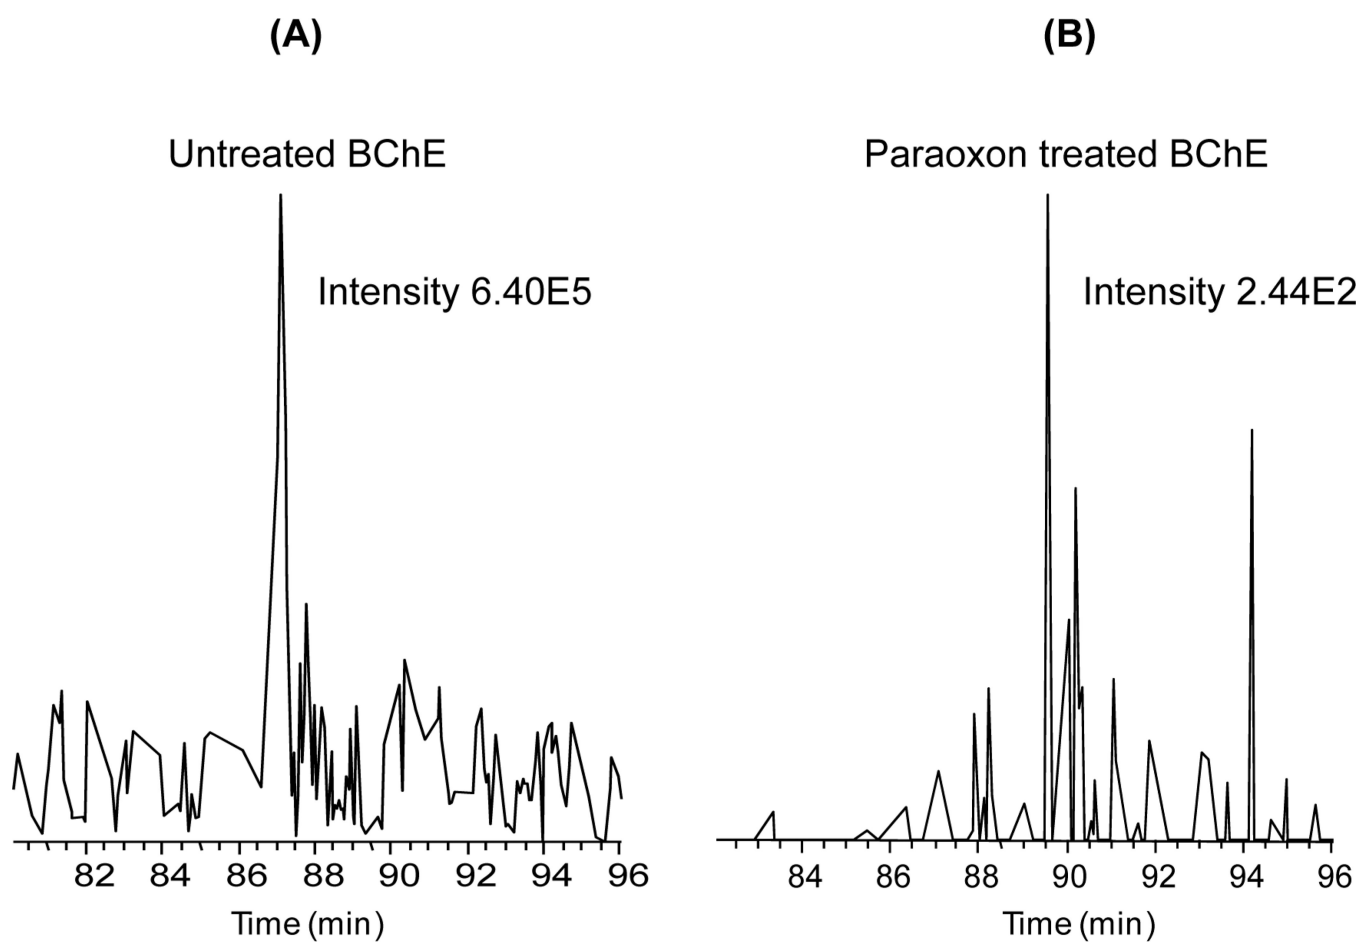 (A)
Untreated BChE
Intensity 6.40E5
82 84 86 88 90 92 94 96
Time (min)
(B)
Paraoxon treated BChE
Intensity 2.44E2
84 86 88 90 92 94 96
Time (min)